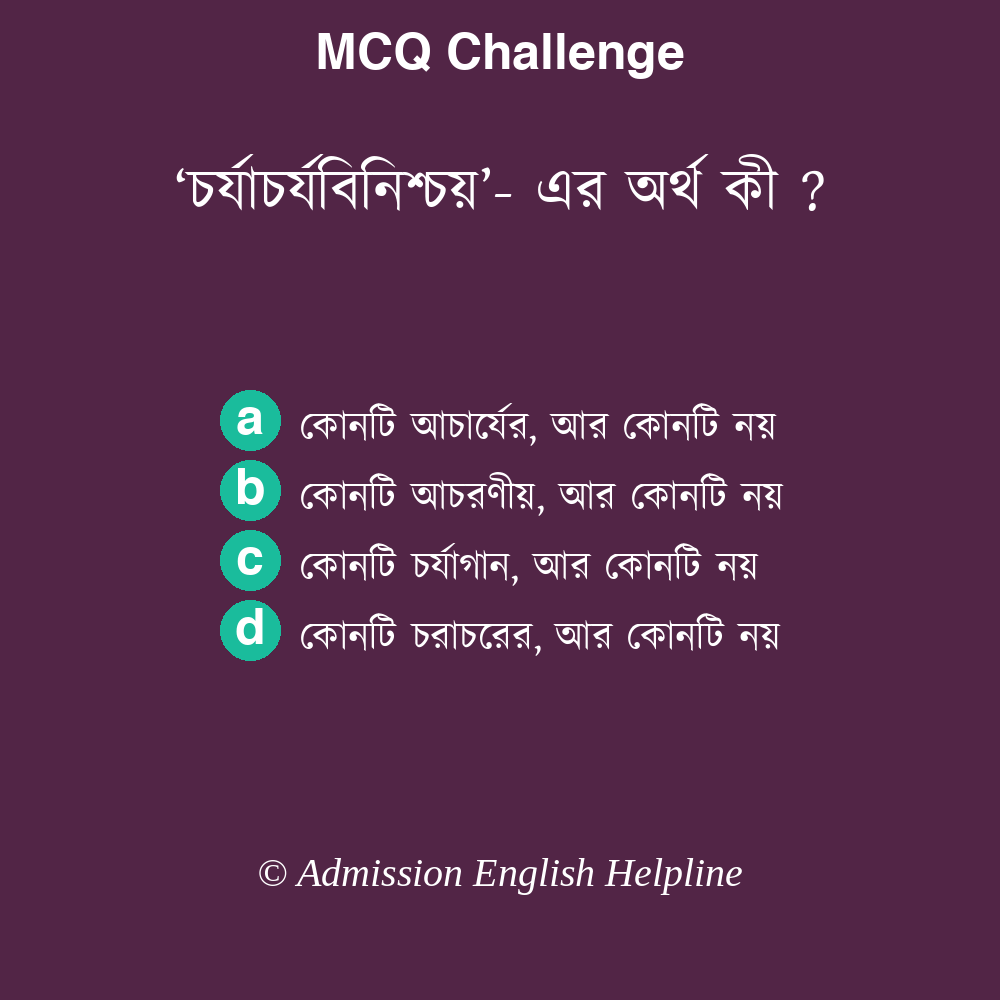 MCQ Challenge
‘চর্যাচর্যবিনিশ্চয়’- এর অর্থ কী ?
a কোনটি আচার্যের, আর কোনটি নয়
b কোনটি আচরণীয়, আর কোনটি নয়
c কোনটি চর্যাগান, আর কোনটি নয়
d কোনটি চরাচরের, আর কোনটি নয়
© Admission English Helpline